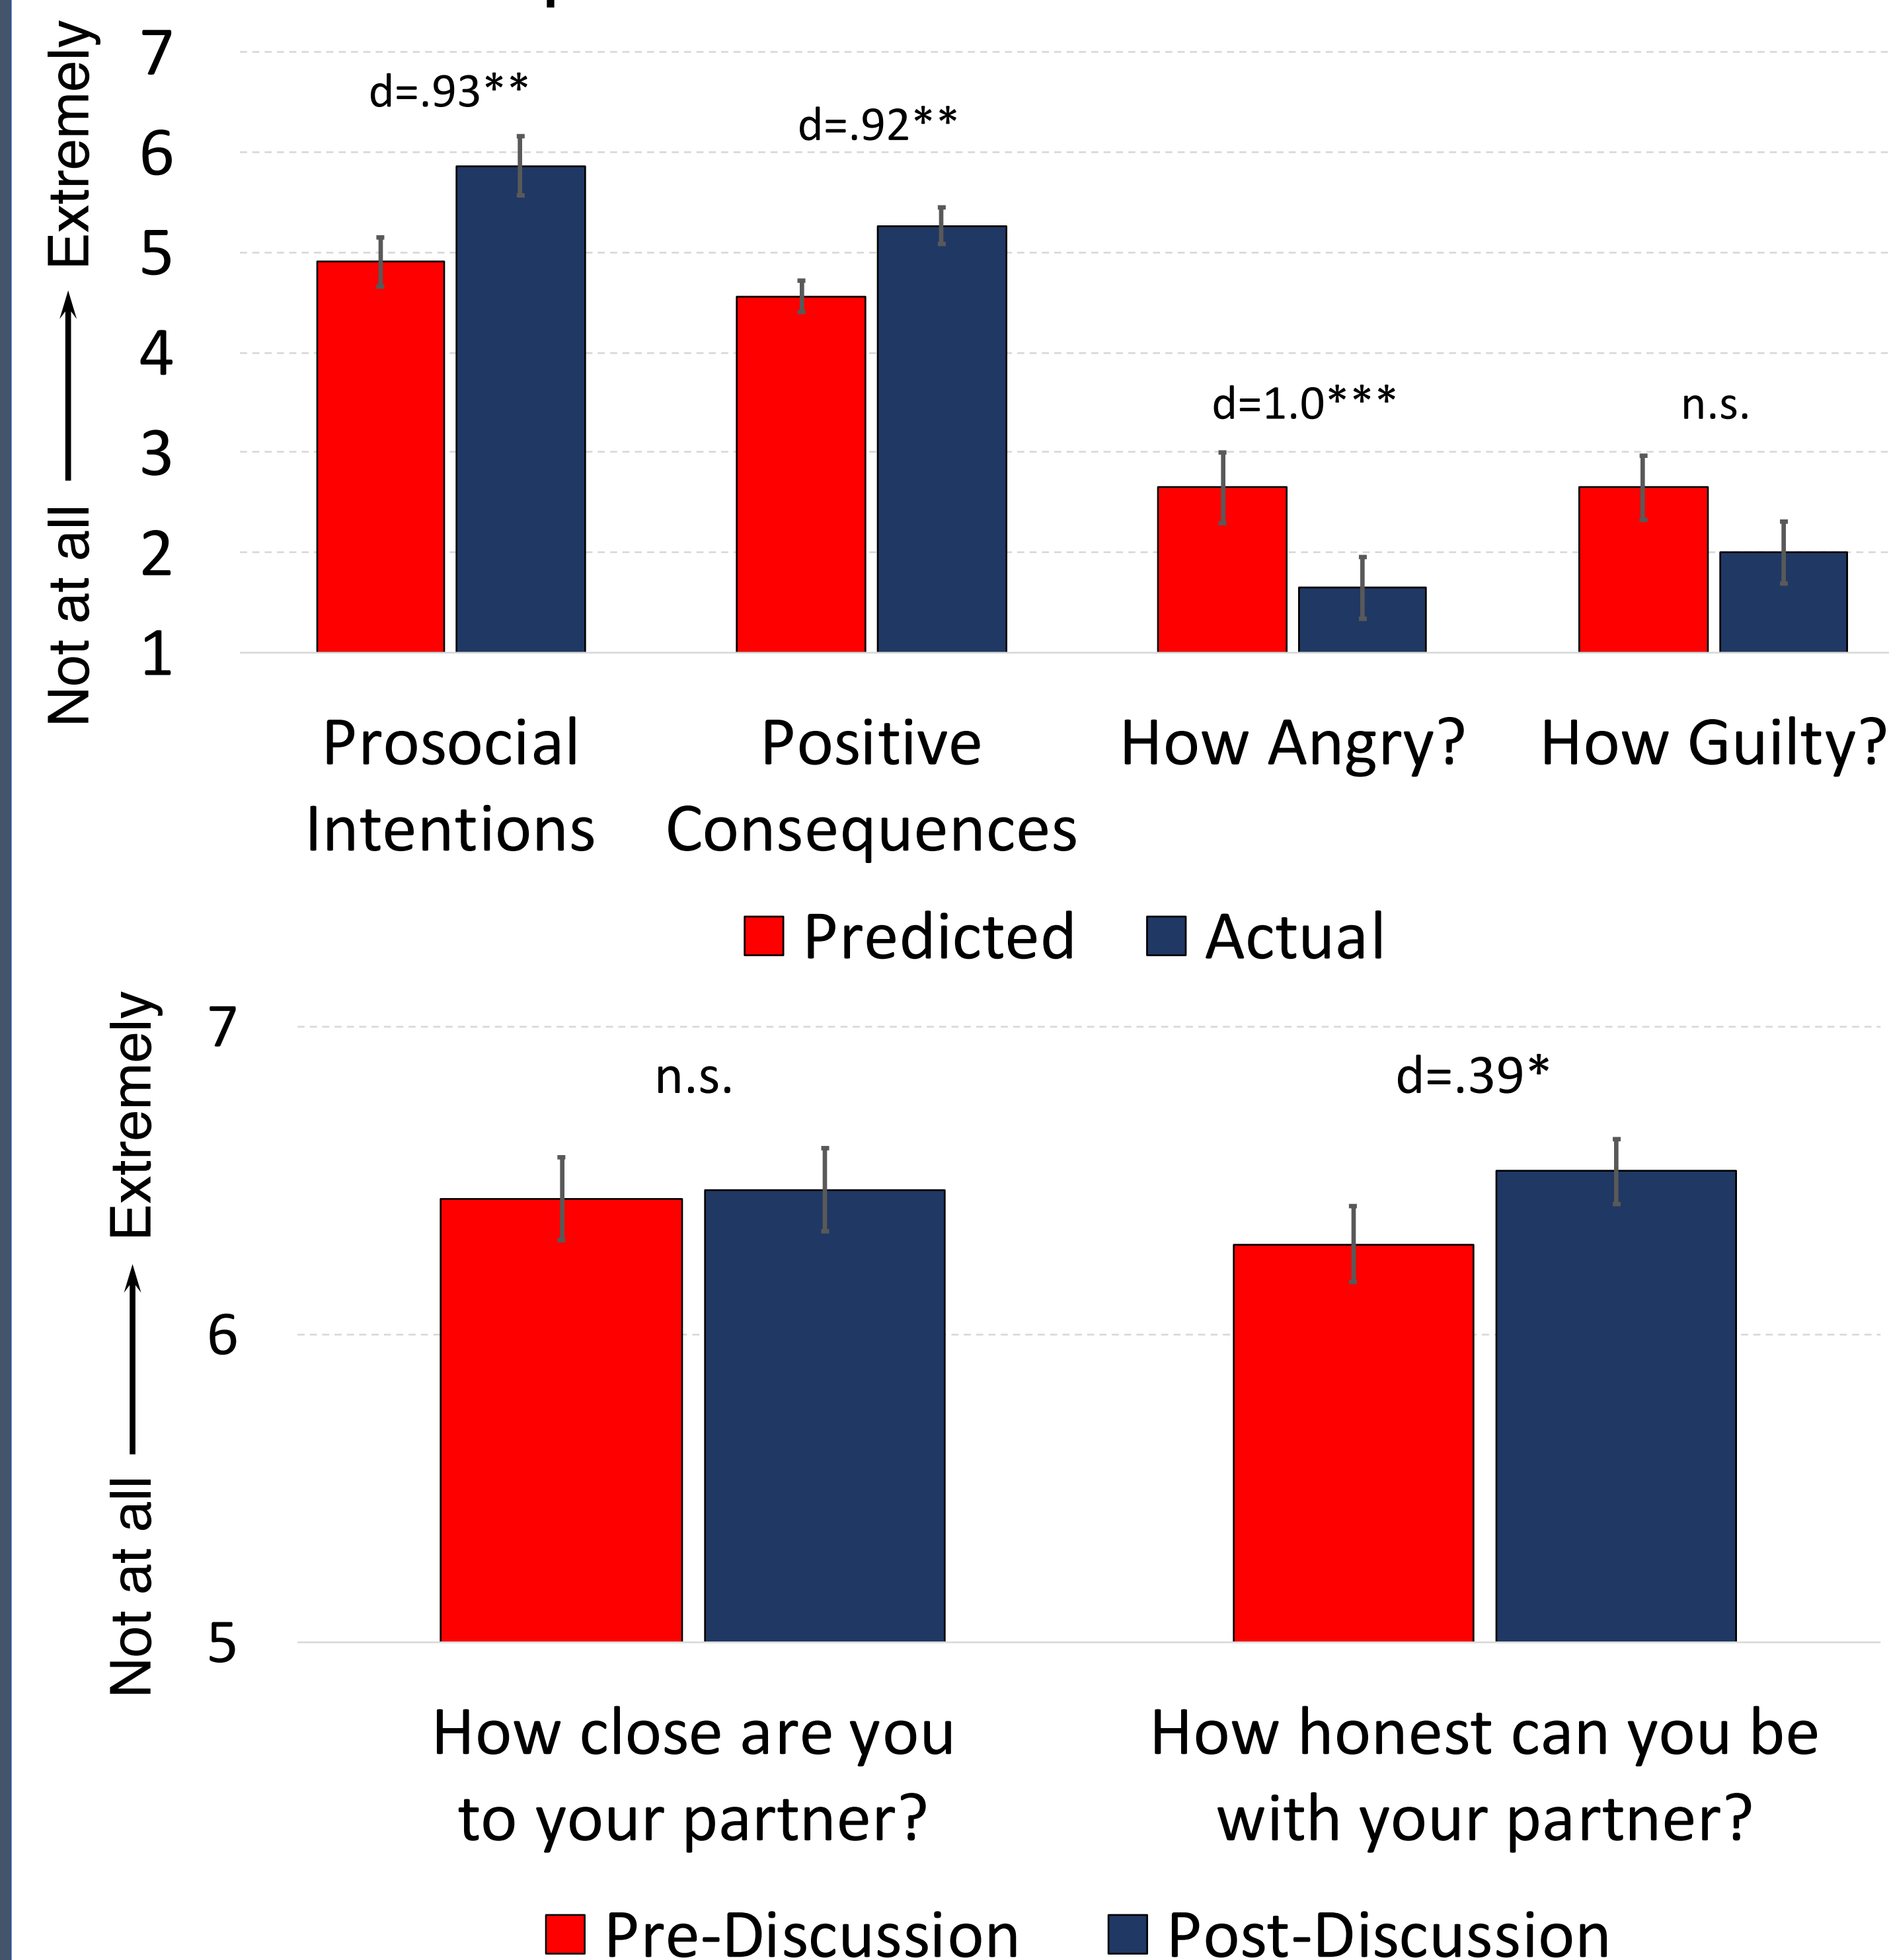 7
6
5
4
3
2
1
Not at all
Extremely
d=.93**
d=.92**
d=1.0***
n.s.
Prosocial
Intentions
Positive
Consequences
How Angry?
How Guilty?
Predicted
Actual
7
6
5
Not at all
Extremely
n.s.
d=.39*
How close are you
to your partner?
How honest can you be
with your partner?
Pre-Discussion
Post-Discussion